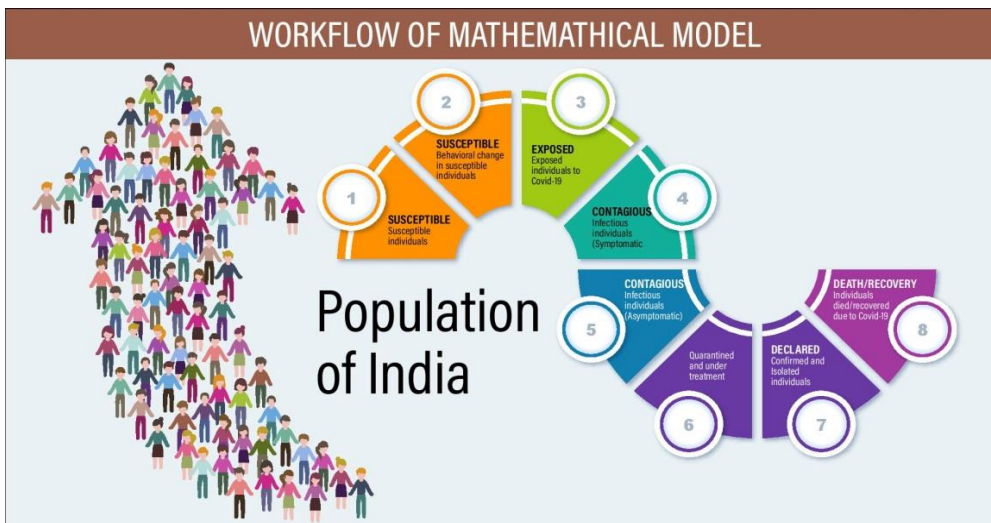 WORKFLOW OF MATHEMATHICAL MODEL
1
SUSCEPTIBLE
Susceptible
individuals
2
SUSCEPTIBLE
Behavioral change
in susceptible
individuals
3
EXPOSED
Exposed
individuals to
Covid-19
4
CONTAGIOUS
Infectious
individuals
(Symptomatic
Population
of India
5
CONTAGIOUS
Infectious
individuals
(Asymptomatic)
6
Quarantined
and under
treatment
7
DECLARED
Confirmed and
Isolated
individuals
8
DEATH/RECOVERY
Individuals
died/recovered
due to Covid-19